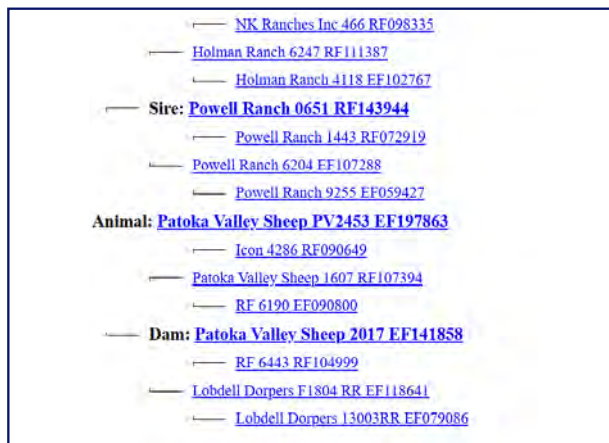 NK Ranches Inc 466 RF098335
Holman Ranch 6247 RF111387
Holman Ranch 4118 EF102767
Sire: Powell Ranch 0651 RF143944
Powell Ranch 1443 RF072919
Powell Ranch 6204 EF107288
Powell Ranch 9255 EF059427
Animal: Patoka Valley Sheep PV2453 EF197863
Icon 4286 RF090649
Patoka Valley Sheep 1607 RF107394
RF 6190 EF090800
Dam: Patoka Valley Sheep 2017 EF141858
RF 6443 RF104999
Lobdell Dorpers F1804 RR EF118641
Lobdell Dorpers 13003RR EF079086